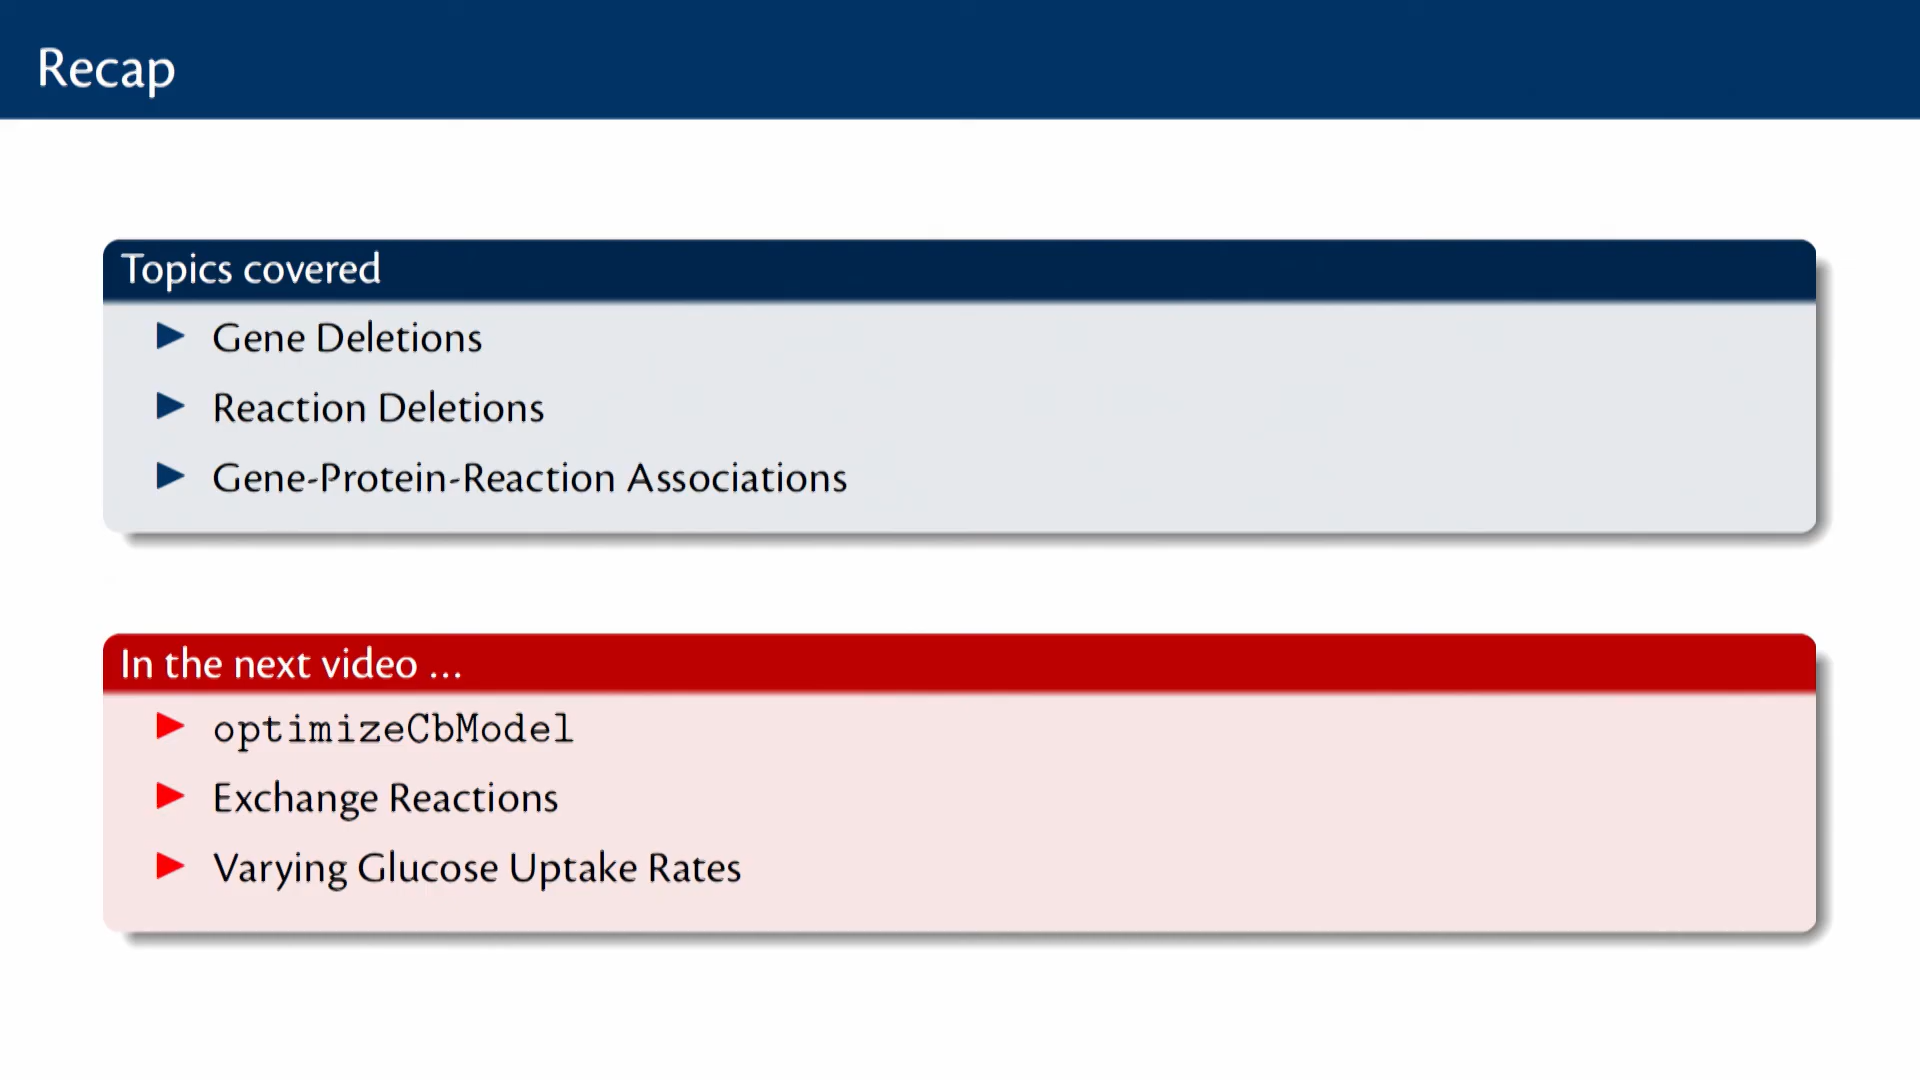 Recap
Topics covered
Gene Deletions
Reaction Deletions
Gene-Protein-Reaction Associations
In the next video ...
optimizeCbModel
Exchange Reactions
Varying Glucose Uptake Rates